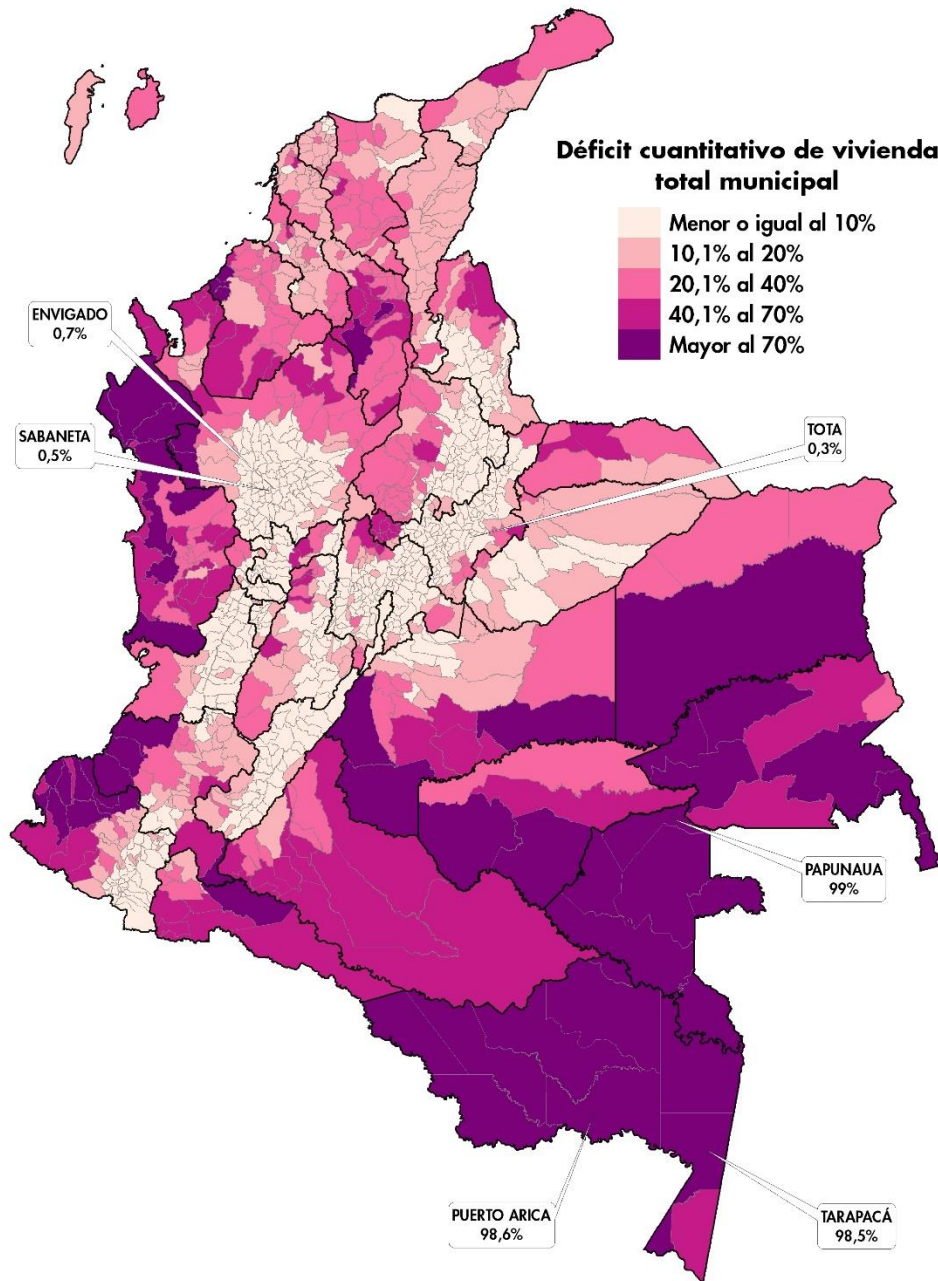 Déficit cuantitativo de vivienda
total municipal
Menor o igual al 10%
10,1% al 20%
20,1% al 40%
40,1% al 70%
Mayor al 70%
ENVIGADO
0,7%
SABANETA
0,5%
TOTA
0,3%
PAPUNAUA
99%
PUERTO ARICA
98,6%
TARAPACÁ
98,5%